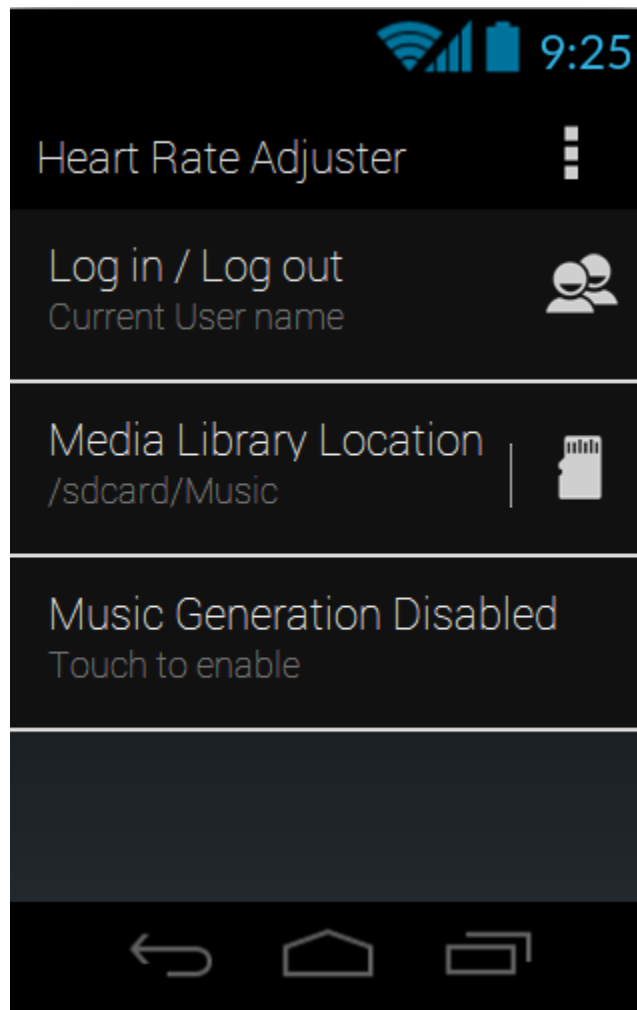 9:25
Heart Rate Adjuster
Log in / Log out
Current User name
Media Library Location
/sdcard/Music
Music Generation Disabled
Touch to enable